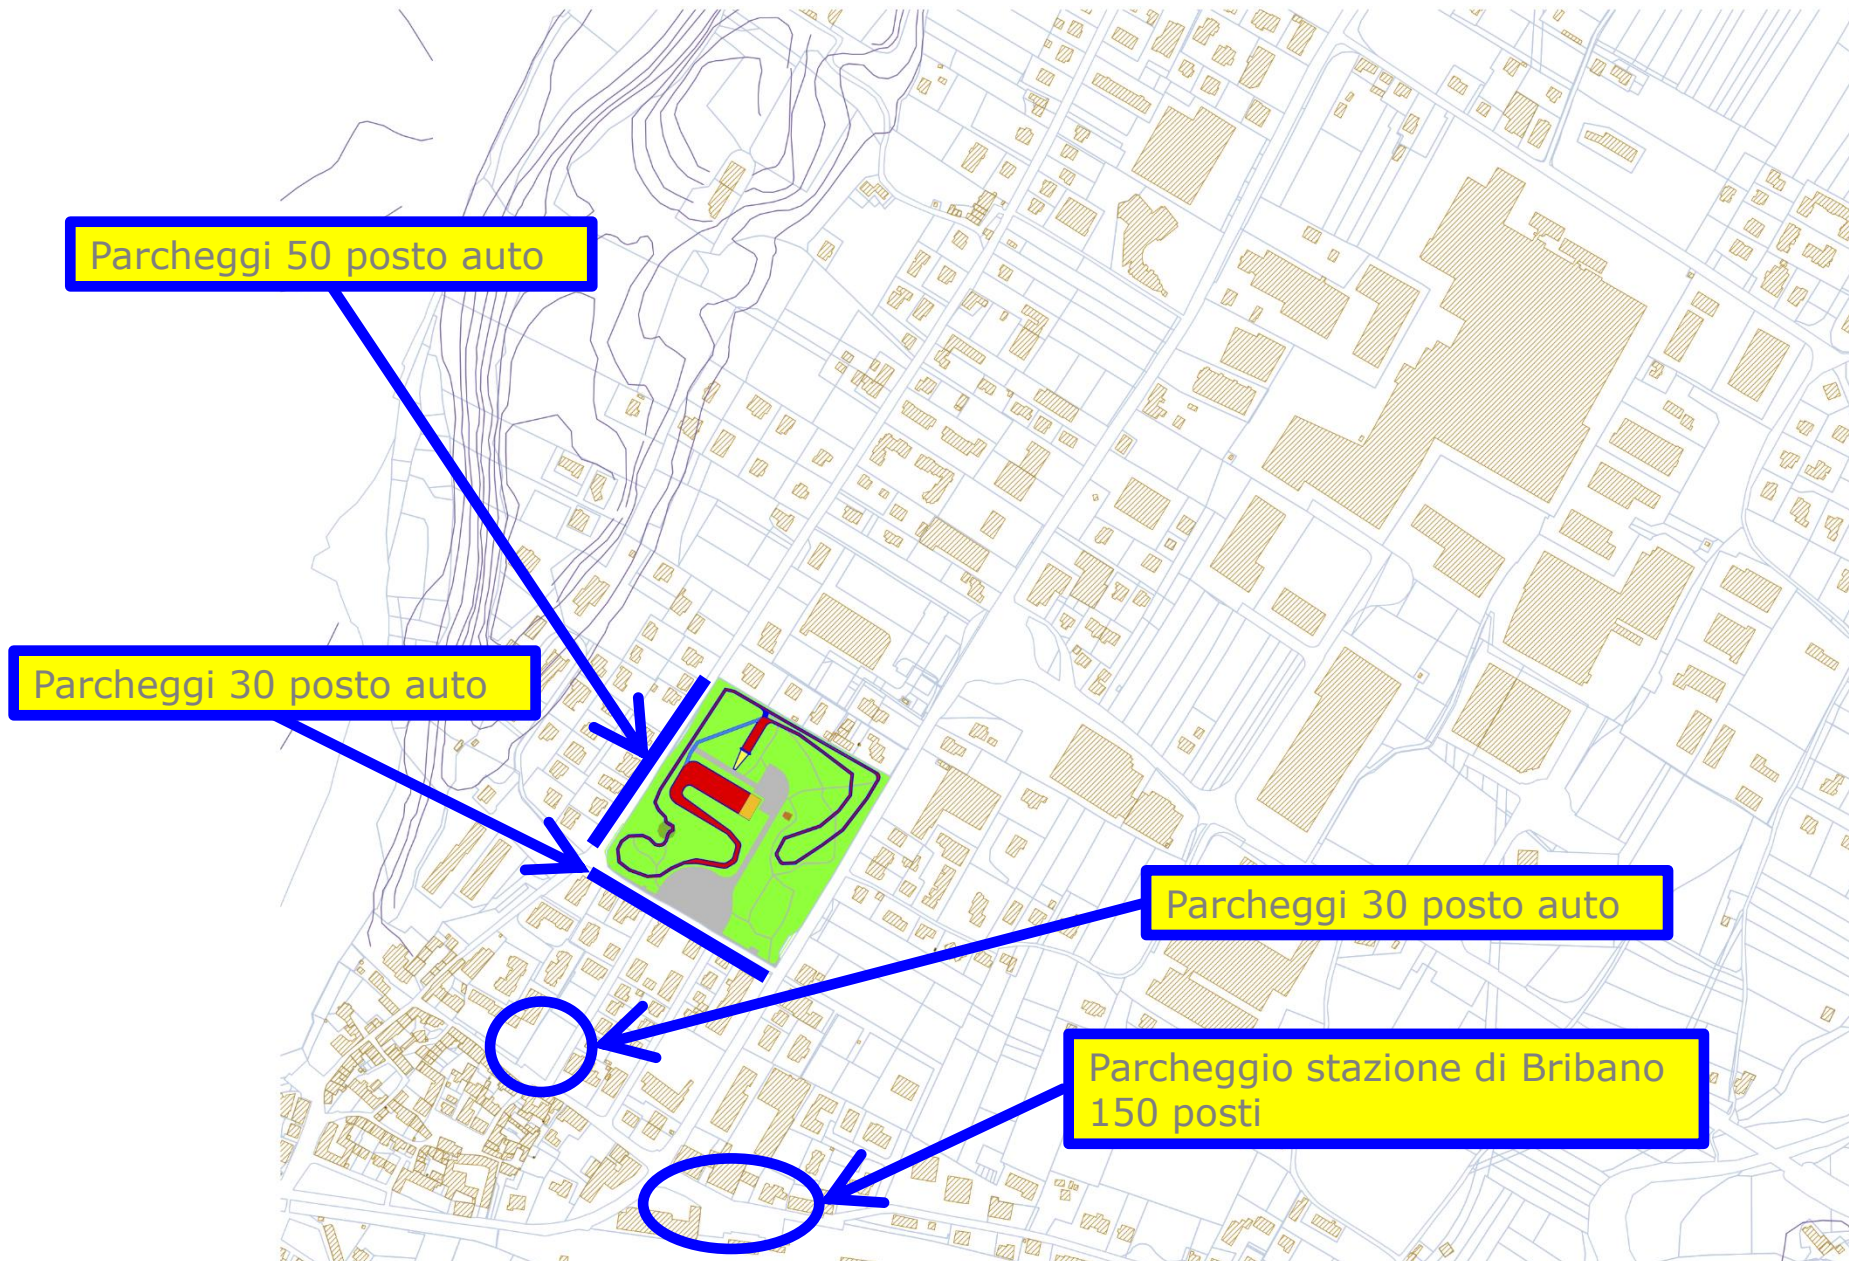 Parcheggi 50 posto auto
Parcheggi 30 posto auto
Parcheggi 30 posto auto
Parcheggio stazione di Bribano
150 posti